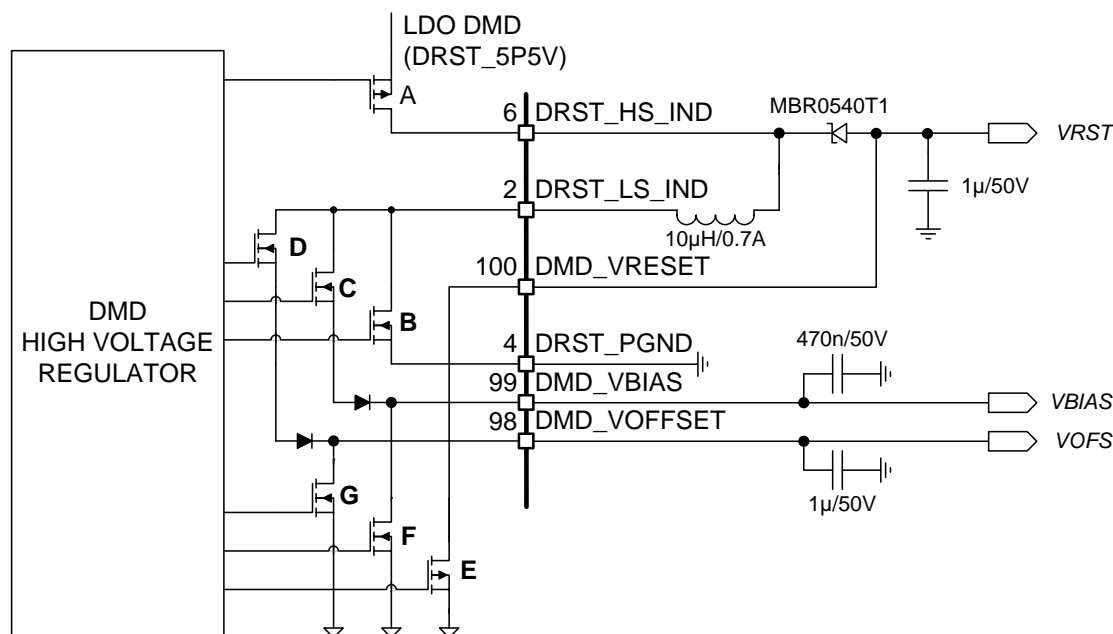 LDO DMD
(DRST_5P5V)
A
6 DRST_HS_IND
MBR0540T1
VRST
1µ/50V
2 DRST_LS_IND
10µH/0.7A
D
C
B
100 DMD_VRESET
DMD
HIGH VOLTAGE
REGULATOR
4 DRST_PGND
470n/50V
99 DMD_VBIAS
VBIAS
98 DMD_VOFFSET
VOFS
1µ/50V
G
F
E